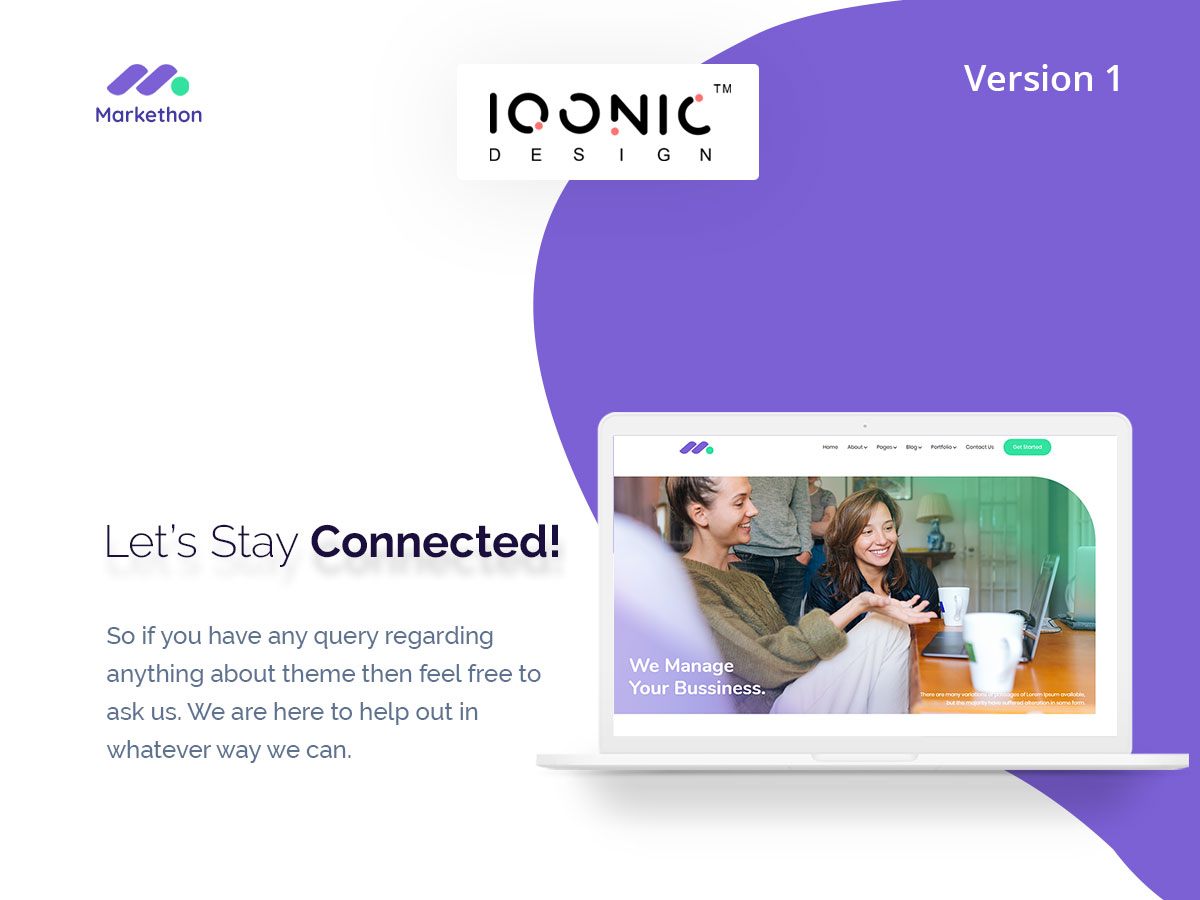 Markethon
IQONIC
TM
DESIGN
Version 1
Home About Pages Blog Portfolio Contact Us Get Started
We Manage
Your Bussiness.
There are many variations of passages of Lorem Ipsum available,
but the majority have suffered alteration in some form.
Let's Stay Connected!
So if you have any query regarding
anything about theme then feel free to
ask us. We are here to help out in
whatever way we can.